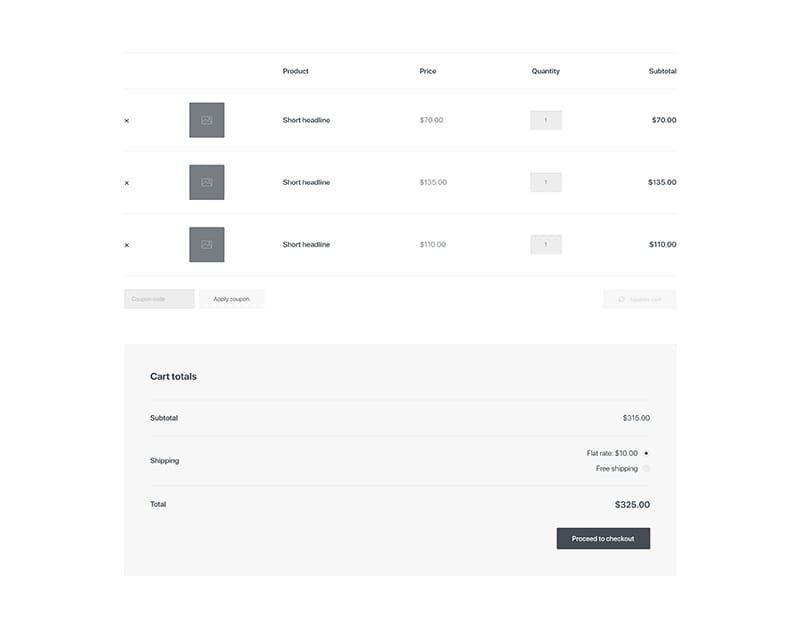 Product Price Quantity Subtotal
× Short headline $70.00 1 $70.00
× Short headline $135.00 1 $135.00
× Short headline $110.00 1 $110.00
Coupon code Apply coupon Update cart
Cart totals
Subtotal $315.00
Flat rate: $10.00
Shipping
Free shipping
Total $325.00
Proceed to checkout